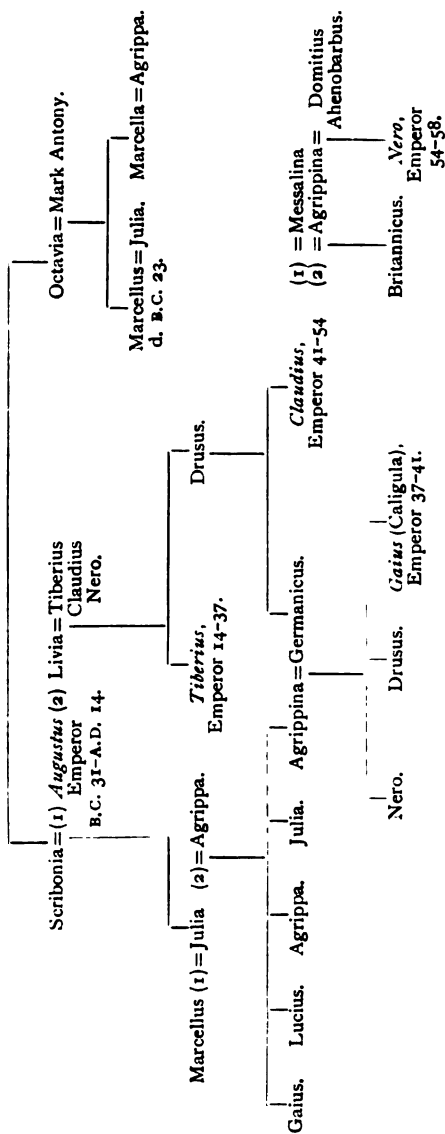 Scribonia=(1) Augustus (2) Livia=Tiberius
Emperor
B.C. 31-A.D. 14.
Claudius
Nero.
Octavia=Mark Antony.
Marcellus (1)=Julia (2)=Agrippa.
Tiberius,
Emperor 14-37.
Drusus.
Marcellus=Julia.
d. B.C. 23.
Marcella=Agrippa.
Gaius.
Lucius.
Agrippa.
Julia.
Agrippina=Germanicus.
Claudius,
Emperor 41-54
(1) =Messalina
(2) =Agrippina=
Domitius
Ahenobarbus.
Nero.
Drusus.
Gaius (Caligula),
Emperor 37-41.
Britannicus.
Nero,
Emperor
54-58.